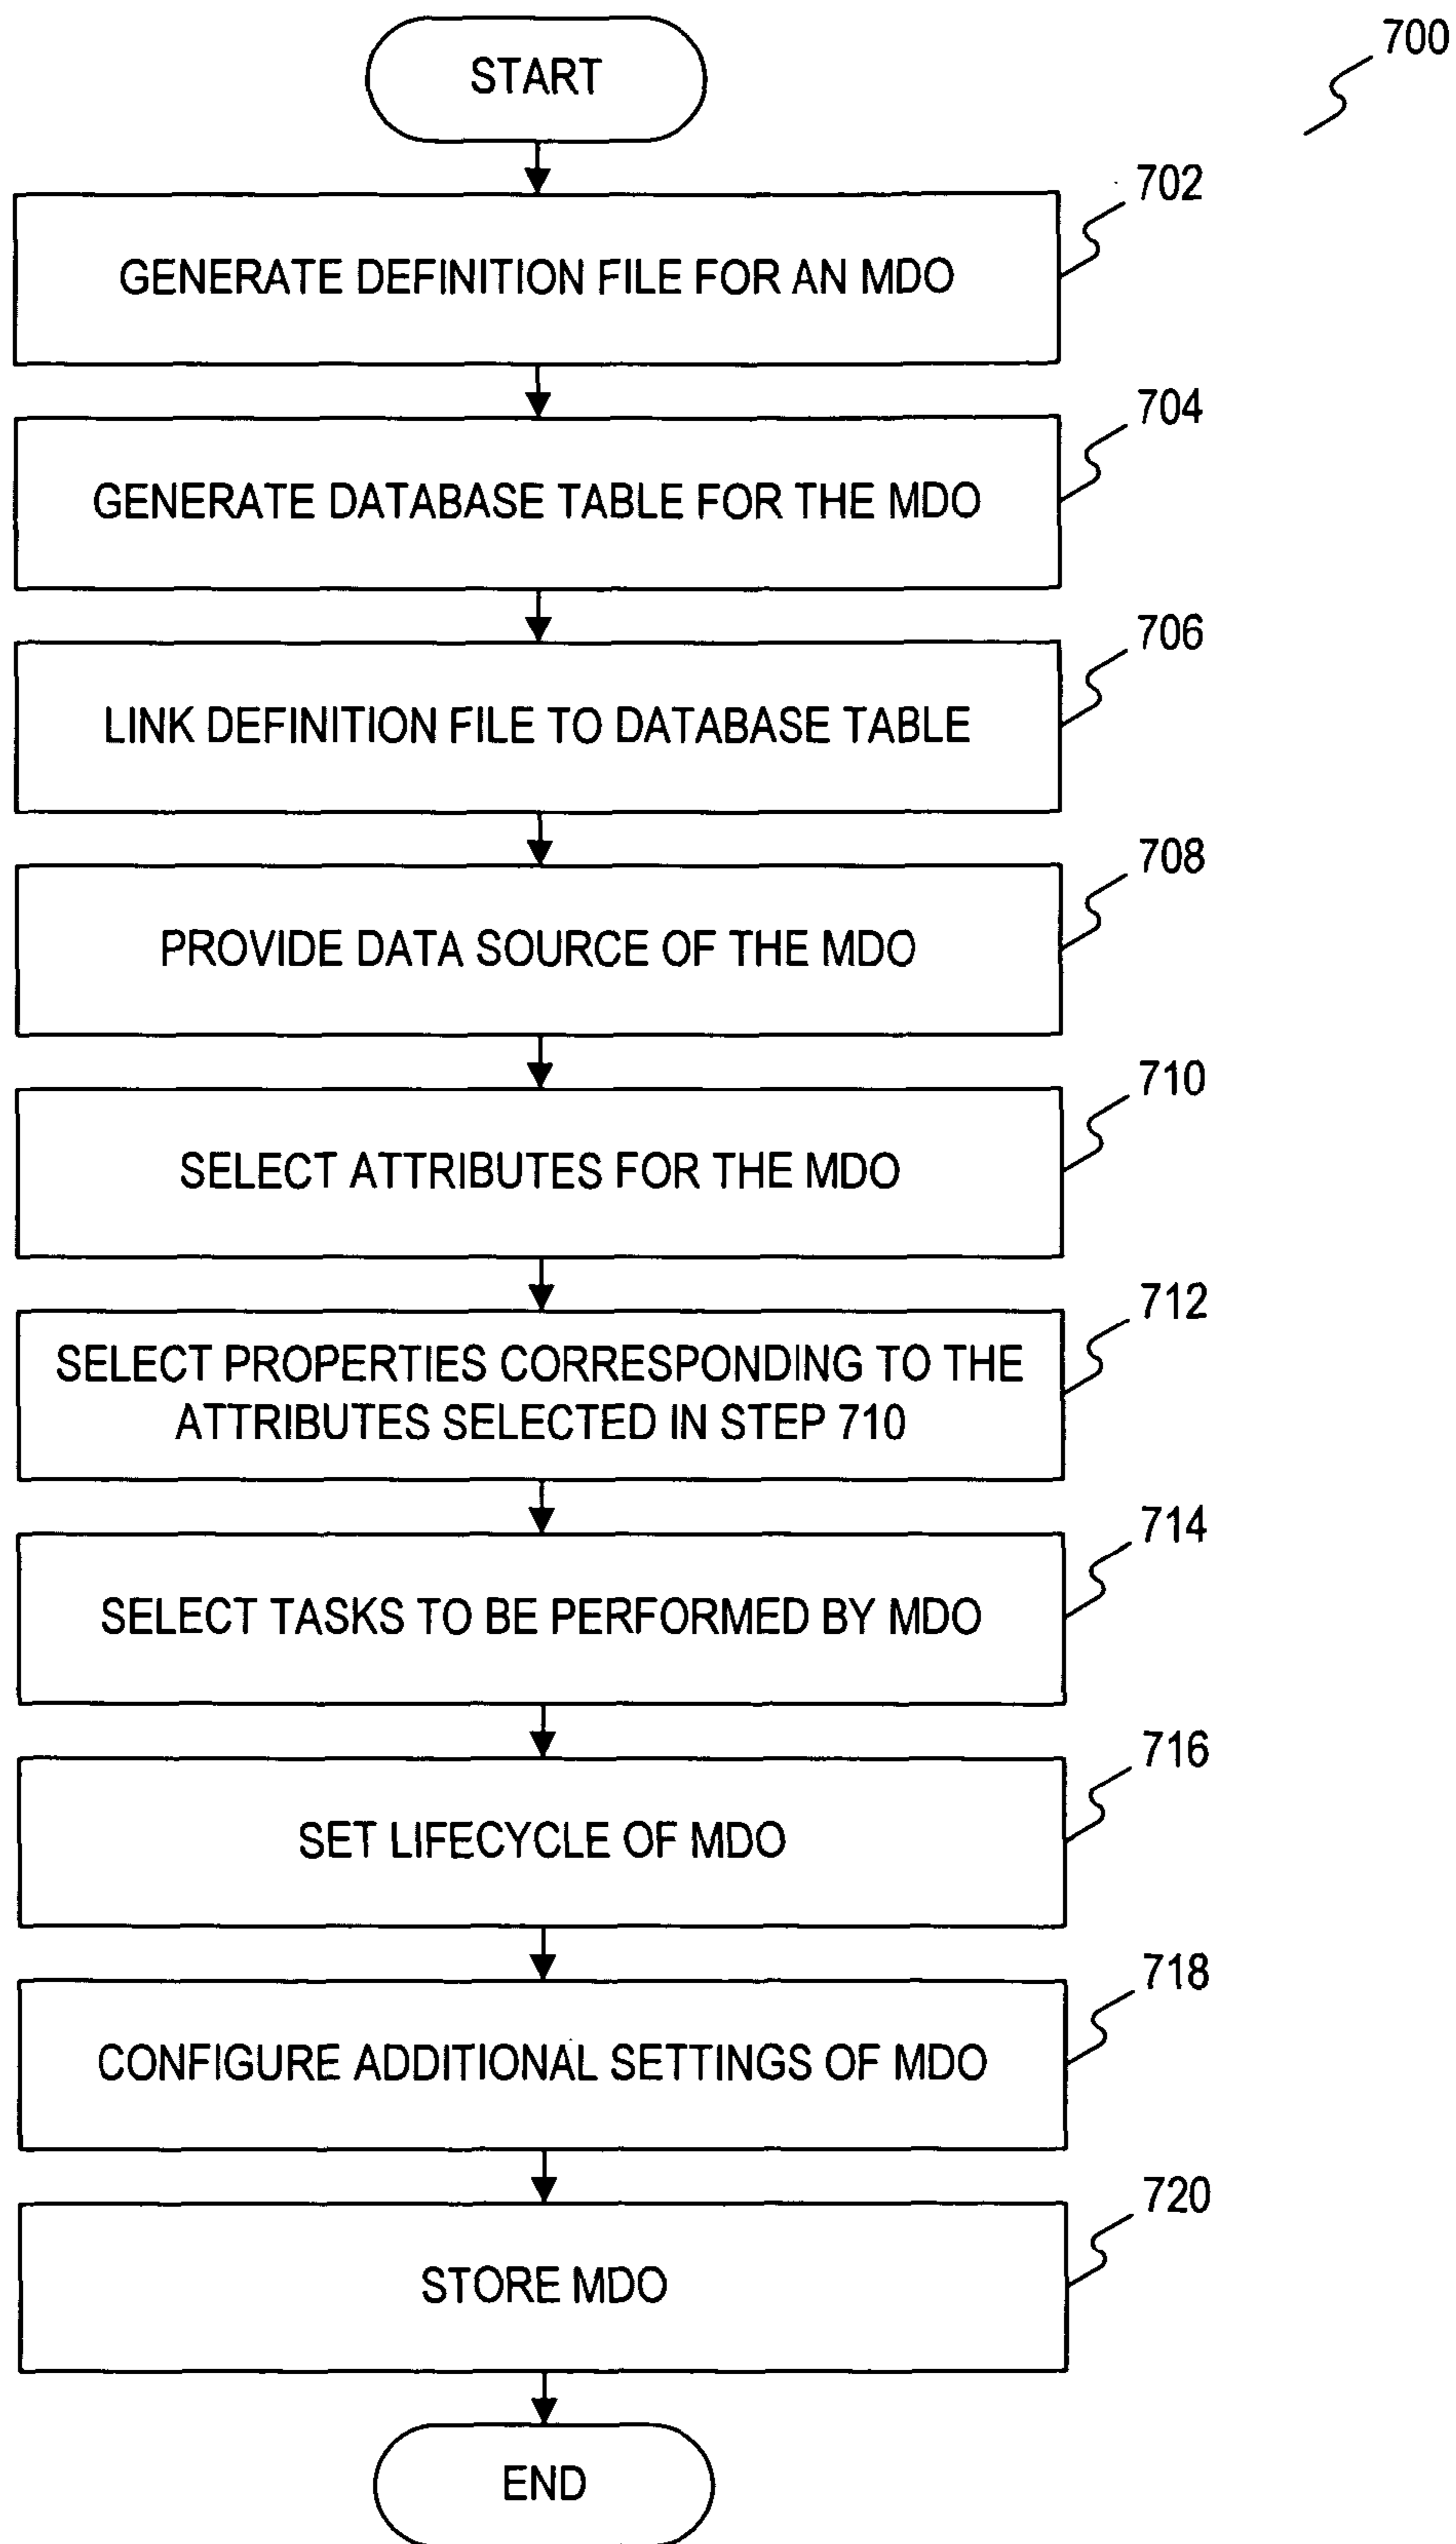 START
700
702
GENERATE DEFINITION FILE FOR AN MDO
704
GENERATE DATABASE TABLE FOR THE MDO
706
LINK DEFINITION FILE TO DATABASE TABLE
708
PROVIDE DATA SOURCE OF THE MDO
710
SELECT ATTRIBUTES FOR THE MDO
712
SELECT PROPERTIES CORRESPONDING TO THE
ATTRIBUTES SELECTED IN STEP 710
714
SELECT TASKS TO BE PERFORMED BY MDO
716
SET LIFECYCLE OF MDO
718
CONFIGURE ADDITIONAL SETTINGS OF MDO
720
STORE MDO
END